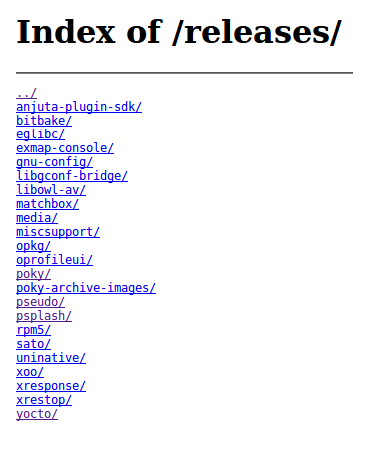 Index of /releases/
../
anjuta-plugin-sdk/
bitbake/
eglibc/
exmap-console/
gnu-config/
libgconf-bridge/
libowl-av/
matchbox/
media/
miscsupport/
opkg/
oprofileui/
poky/
poky-archive-images/
pseudo/
psplash/
rpm5/
sato/
uninative/
xoo/
xresponse/
xrestop/
yocto/